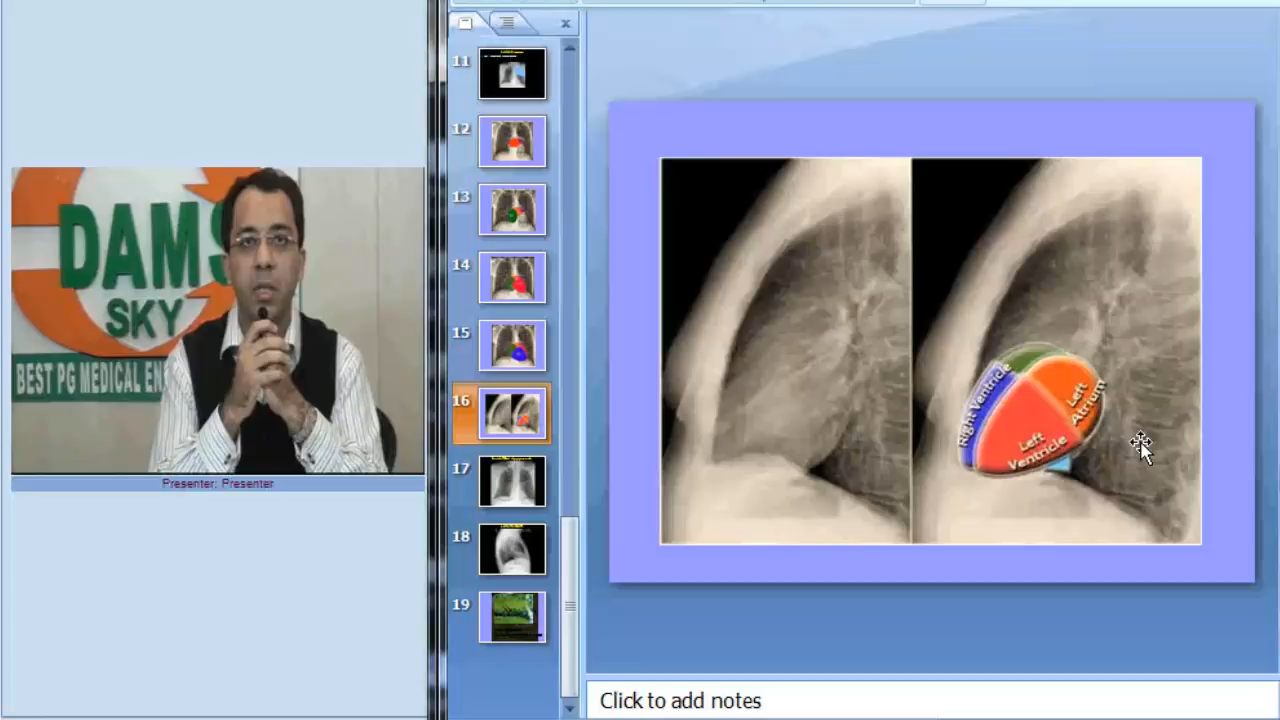 DAMS
SKY
BEST PG MEDICAL EN
Presenter: Presenter
11
12
13
14
15
16
17
18
19
Right Ventricle
Left
Atrium
Left
Ventricle
Click to add notes